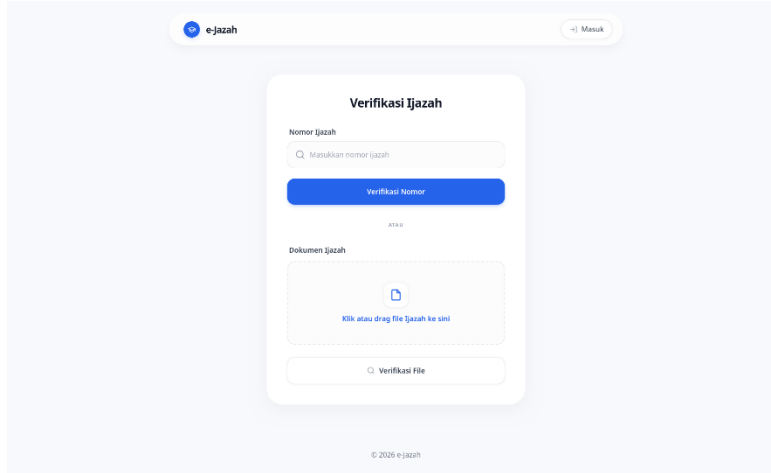 e-Jazah
Masuk
Verifikasi Ijazah
Nomor Ijazah
Masukkan nomor ijazah
Verifikasi Nomor
ATAU
Dokumen Ijazah
Klik atau drag file Ijazah ke sini
Verifikasi File
© 2026 e-jazah